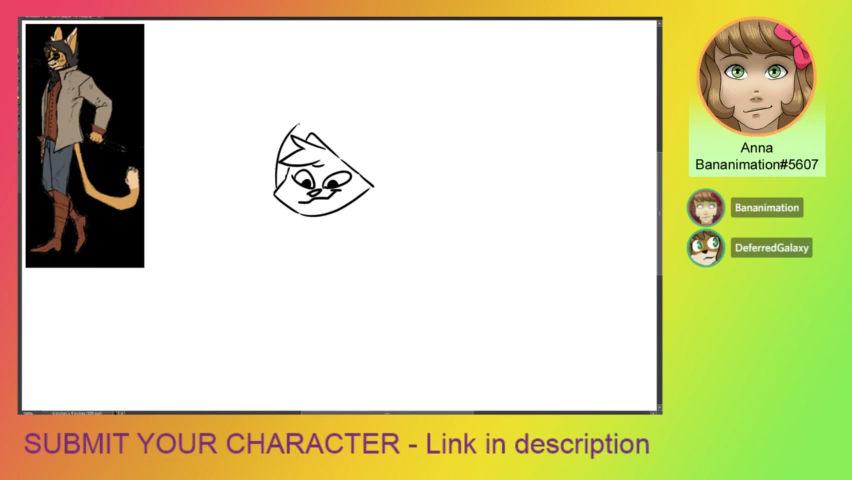 Anna
Bananimation#5607
Bananimation
DeferredGalaxy
SUBMIT YOUR CHARACTER - Link in description